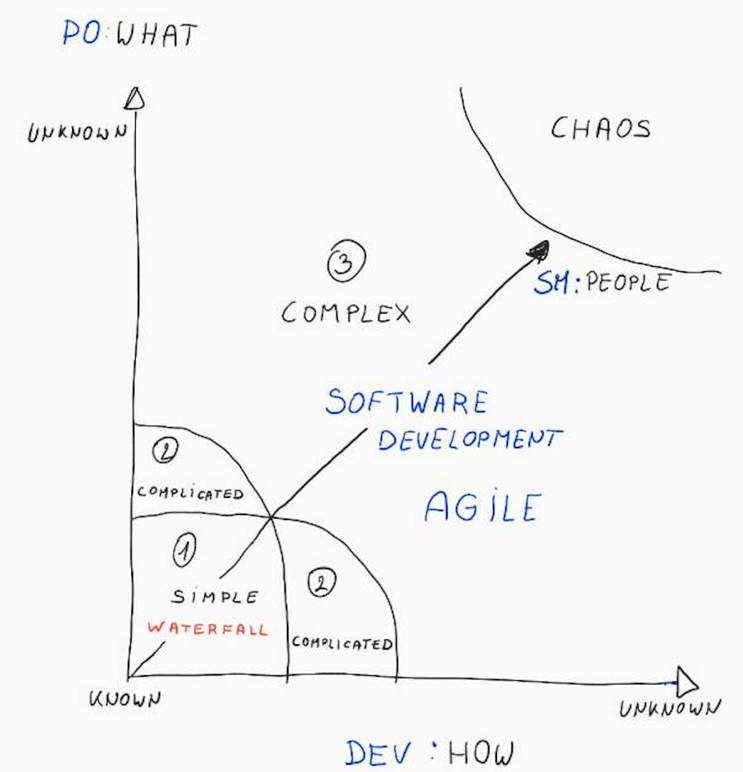 PO:WHAT
UNKNOWN
CHAOS
3
COMPLEX
SM:PEOPLE
SOFTWARE
DEVELOPMENT
AGiLE
2
COMPLiCATED
1
SiMPLE
WATERFALL
2
COMPLICATED
KNOWN
UNKNOWN
DEV:HOW